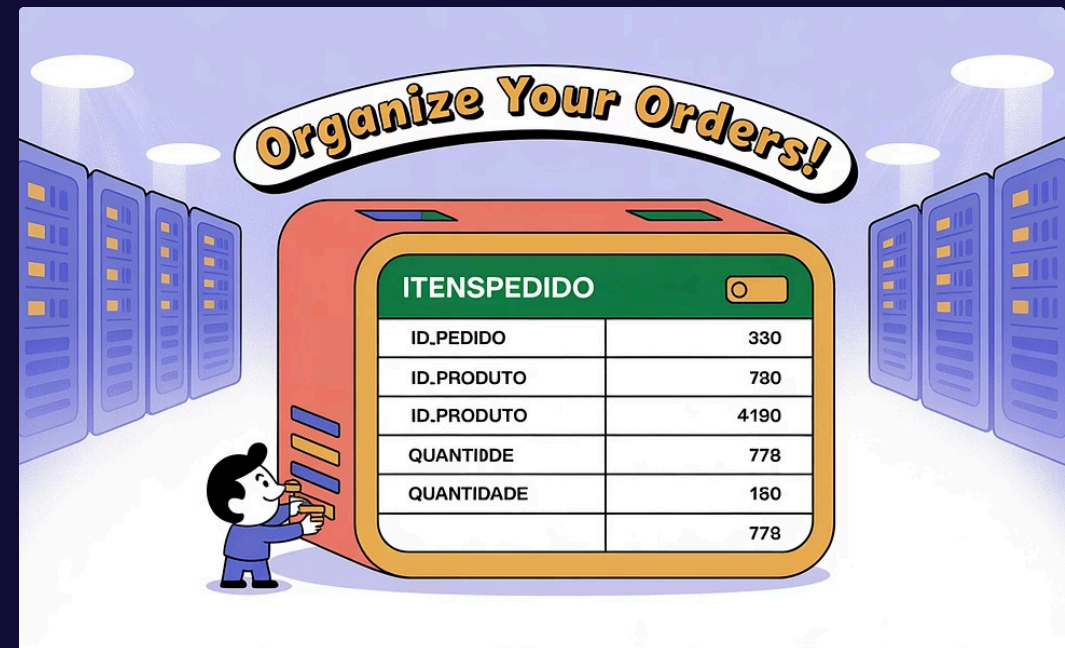 Organize Your Orders!
ITENSPEDIDO
ID_PEDIDO 330
ID_PRODUTO 780
ID_PRODUTO 4190
QUANTIDDE 778
QUANTIDADE 180
778